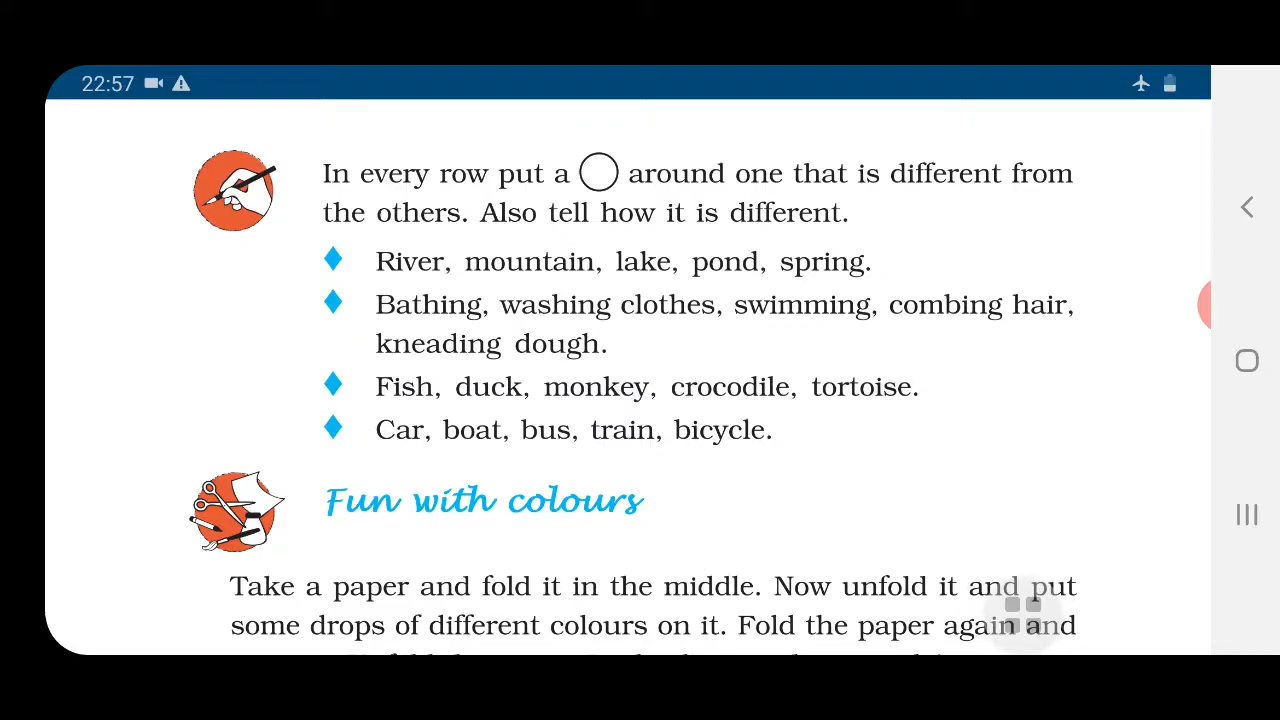 22:57
In every row put a around one that is different from
the others. Also tell how it is different.
River, mountain, lake, pond, spring.
Bathing, washing clothes, swimming, combing hair,
kneading dough.
Fish, duck, monkey, crocodile, tortoise.
Car, boat, bus, train, bicycle.
Fun with colours
Take a paper and fold it in the middle. Now unfold it and put
some drops of different colours on it. Fold the paper again and